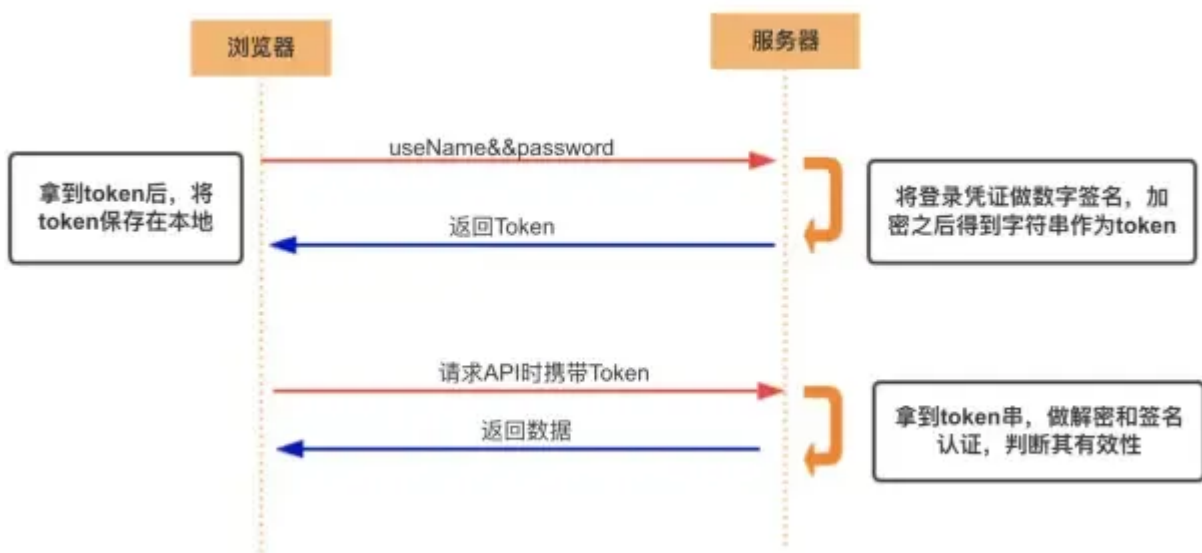 浏览器
服务器
useName&&password
拿到token后，将
token保存在本地
将登录凭证做数字签名，加
密之后得到字符串作为token
返回Token
请求API时携带Token
拿到token串，做解密和签名
认证，判断其有效性
返回数据